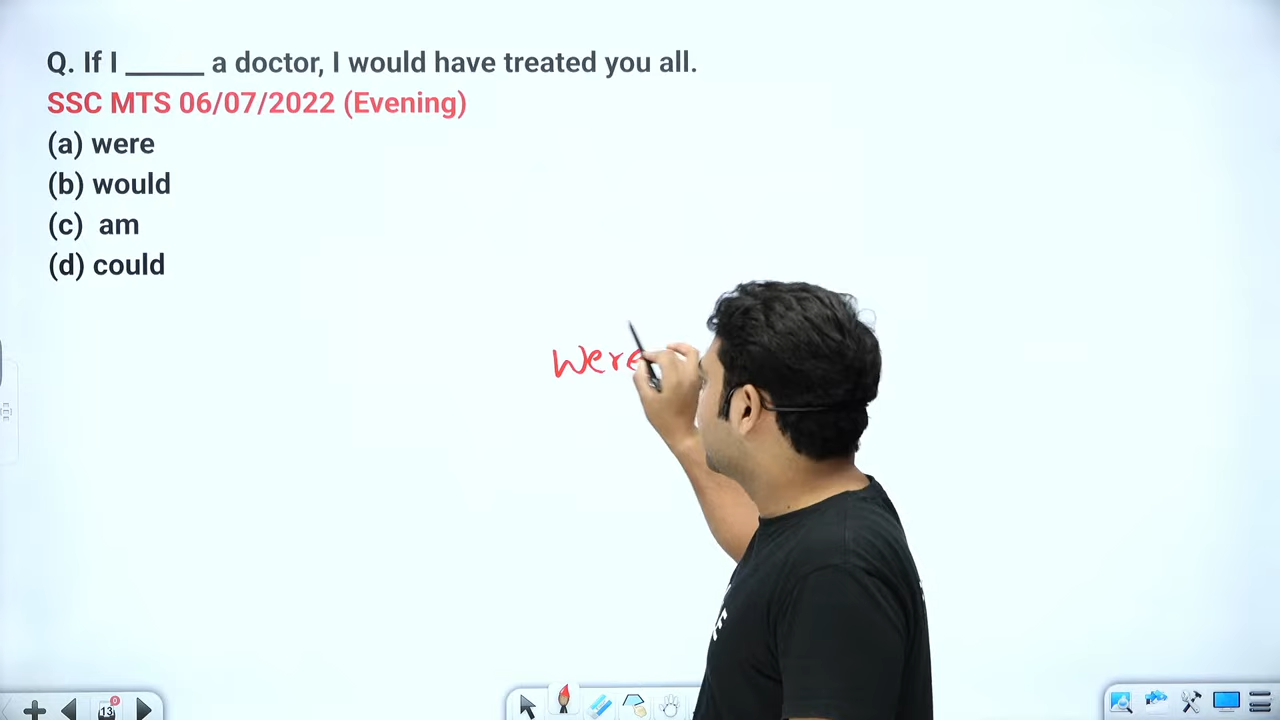 Q. If I ______ a doctor, I would have treated you all.
SSC MTS 06/07/2022 (Evening)
(a) were
(b) would
(c) am
(d) could
were
13